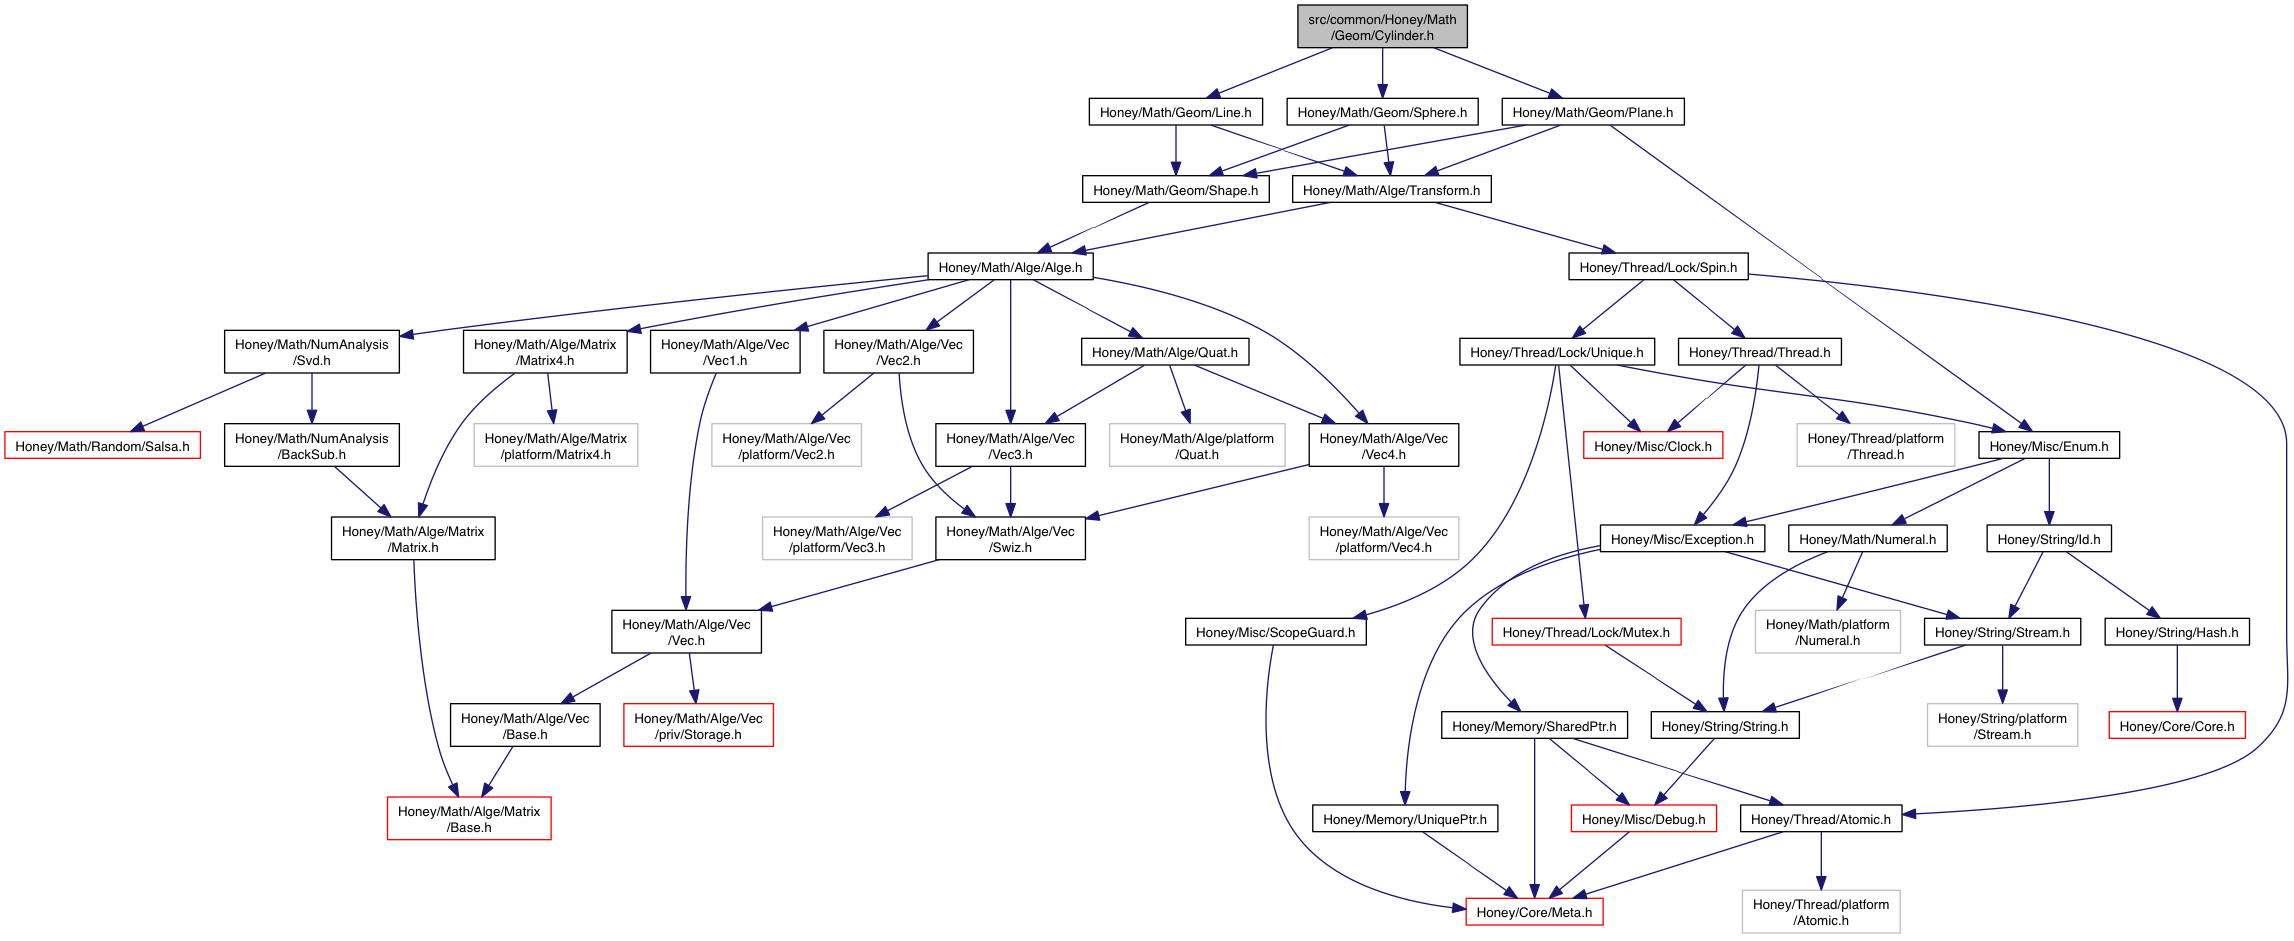 src/common/Honey/Math
/Geom/Cylinder.h
Honey/Math/Geom/Line.h
Honey/Math/Geom/Sphere.h
Honey/Math/Geom/Plane.h
Honey/Math/Geom/Shape.h
Honey/Math/Alge/Transform.h
Honey/Math/Alge/Alge.h
Honey/Thread/Lock/Spin.h
Honey/Math/NumAnalysis
/Svd.h
Honey/Math/Alge/Matrix
/Matrix4.h
Honey/Math/Alge/Vec
/Vec1.h
Honey/Math/Alge/Vec
/Vec2.h
Honey/Math/Alge/Quat.h
Honey/Thread/Lock/Unique.h
Honey/Thread/Thread.h
Honey/Math/Random/Salsa.h
Honey/Math/NumAnalysis
/BackSub.h
Honey/Math/Alge/Matrix
/platform/Matrix4.h
Honey/Math/Alge/Vec
/platform/Vec2.h
Honey/Math/Alge/Vec
/Vec3.h
Honey/Math/Alge/platform
/Quat.h
Honey/Math/Alge/Vec
/Vec4.h
Honey/Misc/Clock.h
Honey/Thread/platform
/Thread.h
Honey/Misc/Enum.h
Honey/Math/Alge/Matrix
/Matrix.h
Honey/Math/Alge/Vec
/platform/Vec3.h
Honey/Math/Alge/Vec
/Swiz.h
Honey/Math/Alge/Vec
/platform/Vec4.h
Honey/Misc/Exception.h
Honey/Math/Numeral.h
Honey/String/Id.h
Honey/Math/Alge/Vec
/Vec.h
Honey/Misc/ScopeGuard.h
Honey/Thread/Lock/Mutex.h
Honey/Math/platform
/Numeral.h
Honey/String/Stream.h
Honey/String/Hash.h
Honey/Math/Alge/Vec
/Base.h
Honey/Math/Alge/Vec
/priv/Storage.h
Honey/Memory/SharedPtr.h
Honey/String/String.h
Honey/String/platform
/Stream.h
Honey/Core/Core.h
Honey/Math/Alge/Matrix
/Base.h
Honey/Memory/UniquePtr.h
Honey/Misc/Debug.h
Honey/Thread/Atomic.h
Honey/Core/Meta.h
Honey/Thread/platform
/Atomic.h